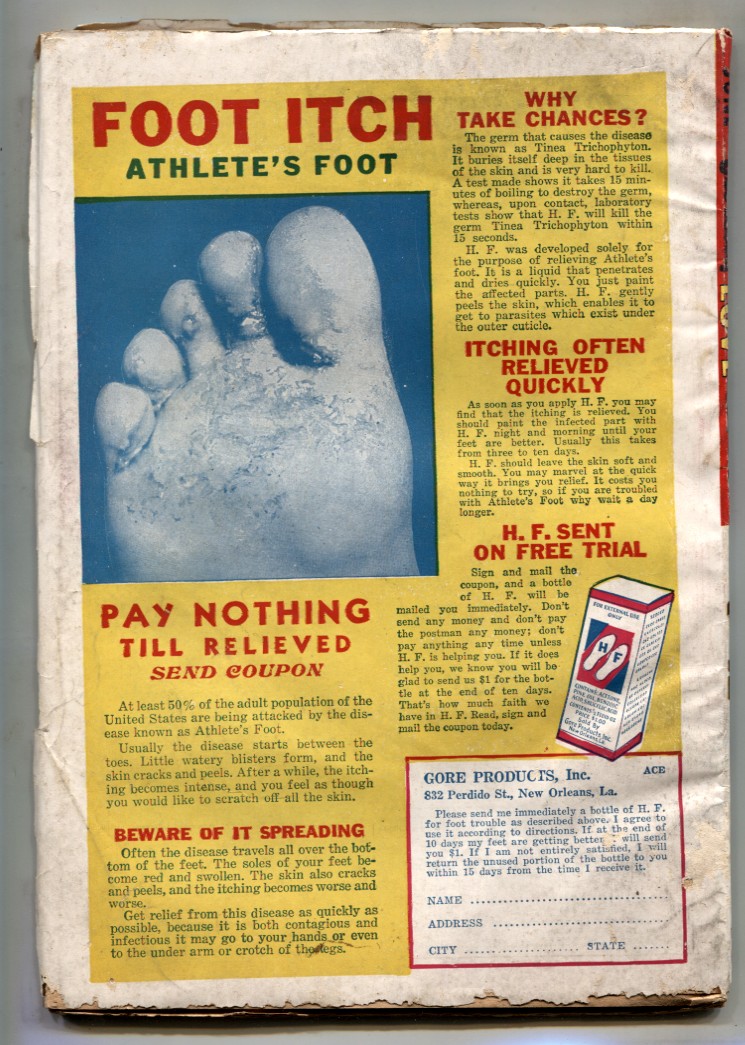 FOOT ITCH
ATHLETE'S FOOT
PAY NOTHING
TILL RELIEVED
SEND COUPON
At least 50% of the adult population of the
United States are being attacked by the dis-
ease known as Athlete's Foot.
Usually the disease starts between the
toes. Little watery blisters form, and the
skin cracks and peels. After a while, the itch-
ing becomes intense, and you feel as though
you would like to scratch off all the skin.
BEWARE OF IT SPREADING
Often the disease travels all over the bot-
tom of the feet. The soles of your feet be-
come red and swollen. The skin also cracks
and peels, and the itching becomes worse and
worse.
Get relief from this disease as quickly as
possible, because it is both contagious and
infectious it may go to your hands or even
to the under arm or crotch of the legs.
WHY
TAKE CHANCES?
The germ that causes the disease
is known as Tinea Trichophyton.
It buries itself deep in the tissues
of the skin and is very hard to kill.
A test made shows it takes 15 min-
utes of boiling to destroy the germ,
whereas, upon contact, laboratory
tests show that H. F. will kill the
germ Tinea Trichophyton within
15 seconds.
H. F. was developed solely for
the purpose of relieving Athlete's
foot. It is a liquid that penetrates
and dries quickly. You just paint
the affected parts. H. F. gently
peels the skin, which enables it to
get to parasites which exist under
the outer cuticle.
ITCHING OFTEN
RELIEVED
QUICKLY
As soon as you apply H. F. you may
find that the itching is relieved. You
should paint the infected part with
H. F. night and morning until your
feet are better. Usually this takes
from three to ten days.
H. F. should leave the skin soft and
smooth. You may marvel at the quick
way it brings you relief. It costs you
nothing to try, so if you are troubled
with Athlete's Foot why wait a day
longer.
H. F. SENT
ON FREE TRIAL
Sign and mail the
coupon, and a bottle
of H. F. will be
mailed you immediately. Don't
send any money and don't pay
the postman any money; don't
pay anything any time unless
H. F. is helping you. If it does
help you, we know you will be
glad to send us $1 for the bot-
tle at the end of ten days.
That's how much faith we
have in H. F. Read, sign and
mail the coupon today.
FOR EXTERNAL USE
ONLY
H F
PRICE $1.00
Sold By
Gore Products, Inc.
New Orleans, La.
GORE PRODUCTS, Inc. ACE
832 Perdido St., New Orleans, La.
Please send me immediately a bottle of H. F.
for foot trouble as described above. I agree to
use it according to directions. If at the end of
10 days my feet are getting better will send
you $1. If I am not entirely satisfied, I will
return the unused portion of the bottle to you
within 15 days from the time I receive it.
NAME
ADDRESS
CITY STATE
LOVE